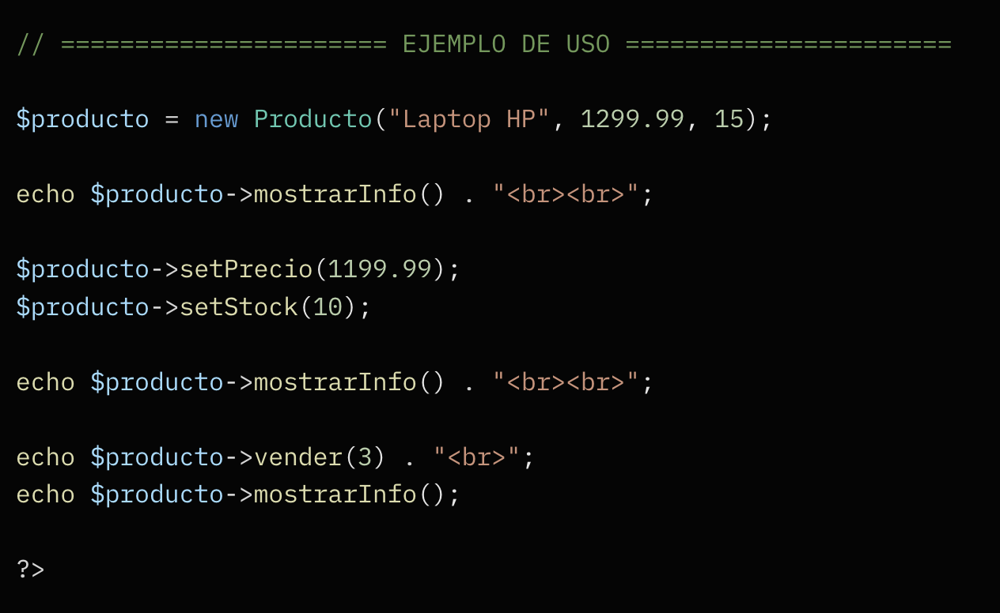 // ====================== EJEMPLO DE USO ======================
$producto = new Producto("Laptop HP", 1299.99, 15);
echo $producto->mostrarInfo() . "<br><br>";
$producto->setPrecio(1199.99);
$producto->setStock(10);
echo $producto->mostrarInfo() . "<br><br>";
echo $producto->vender(3) . "<br>";
echo $producto->mostrarInfo();
?>